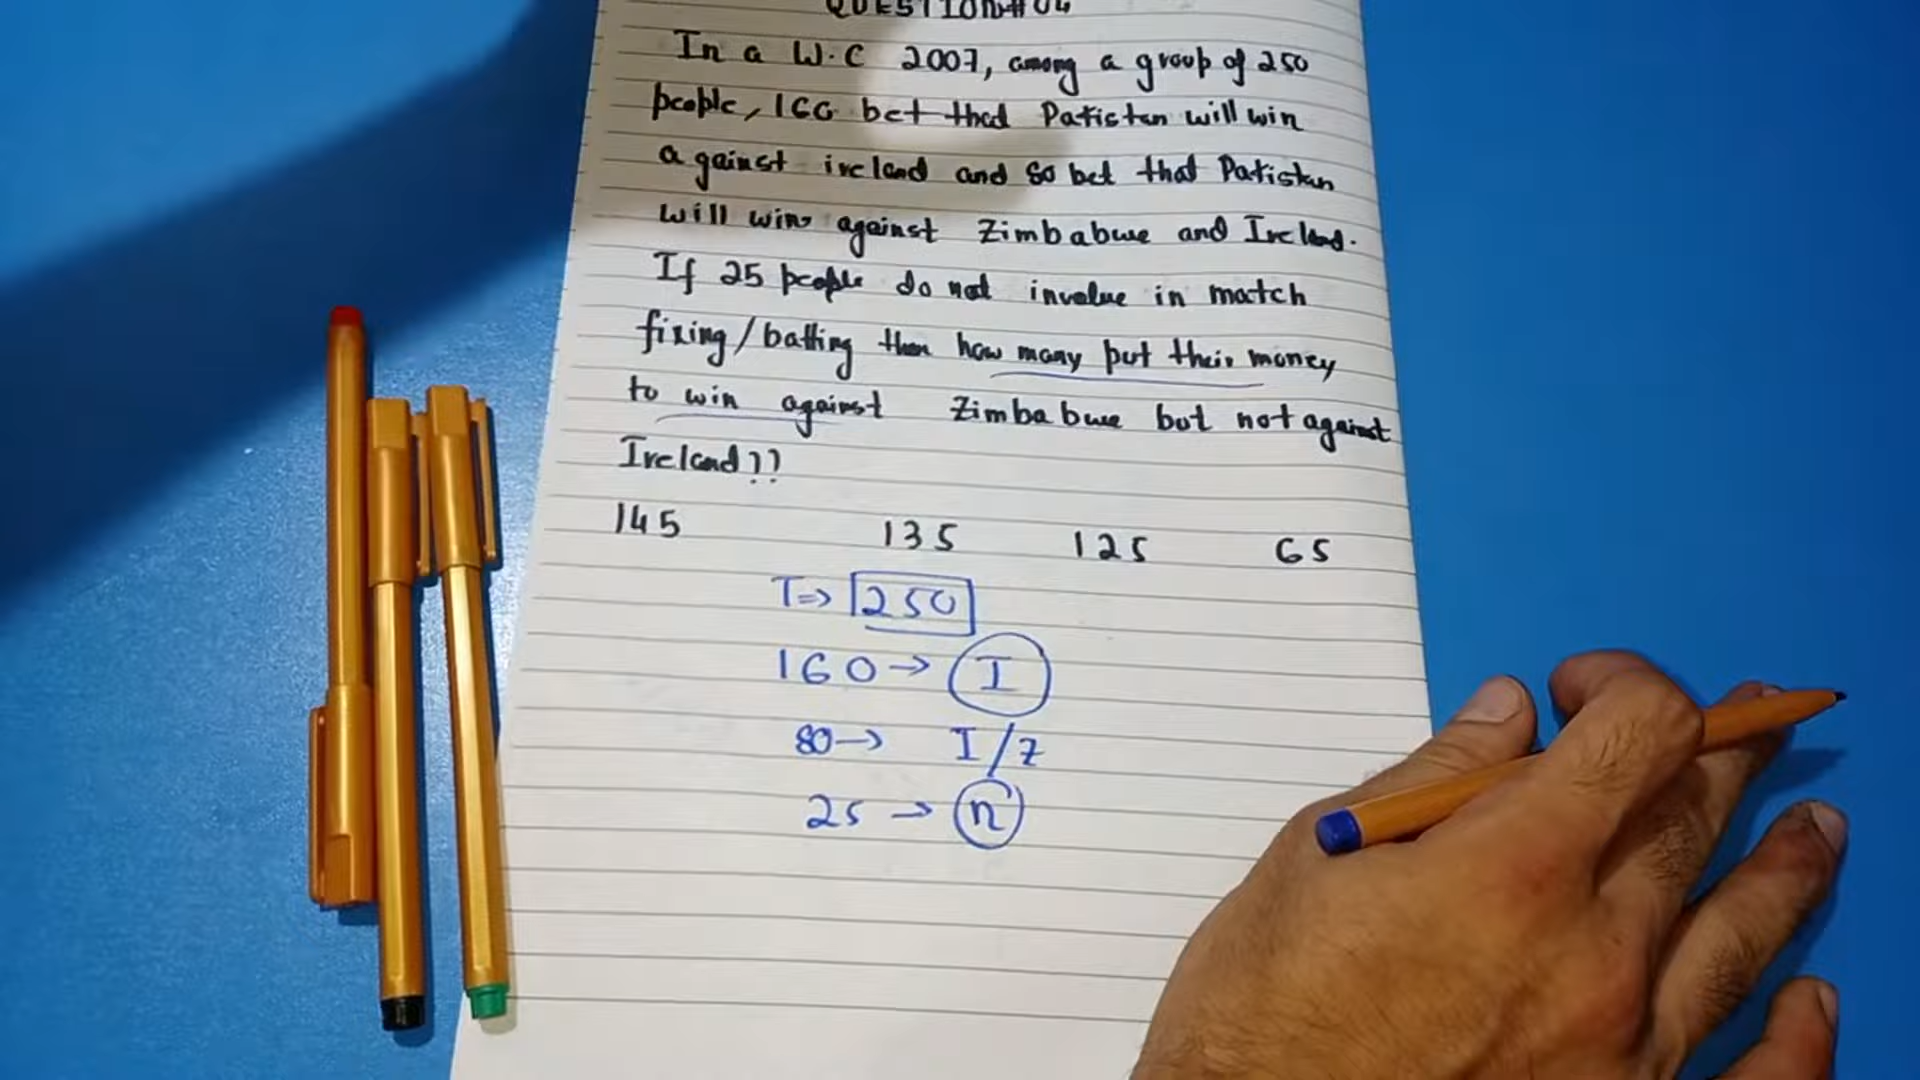 QUESTION#04
In a W.C 2007, among a group of 250
people, 160 bet that Pakistan will win
against ireland and 80 bet that Pakistan
will win against Zimbabwe and Ireland.
If 25 people do not involve in match
fixing/batting then how many put their money
to win against Zimbabwe but not against
Ireland??
145 135 125 65
T=> 250
160 → I
80 → I/Z
25 → n